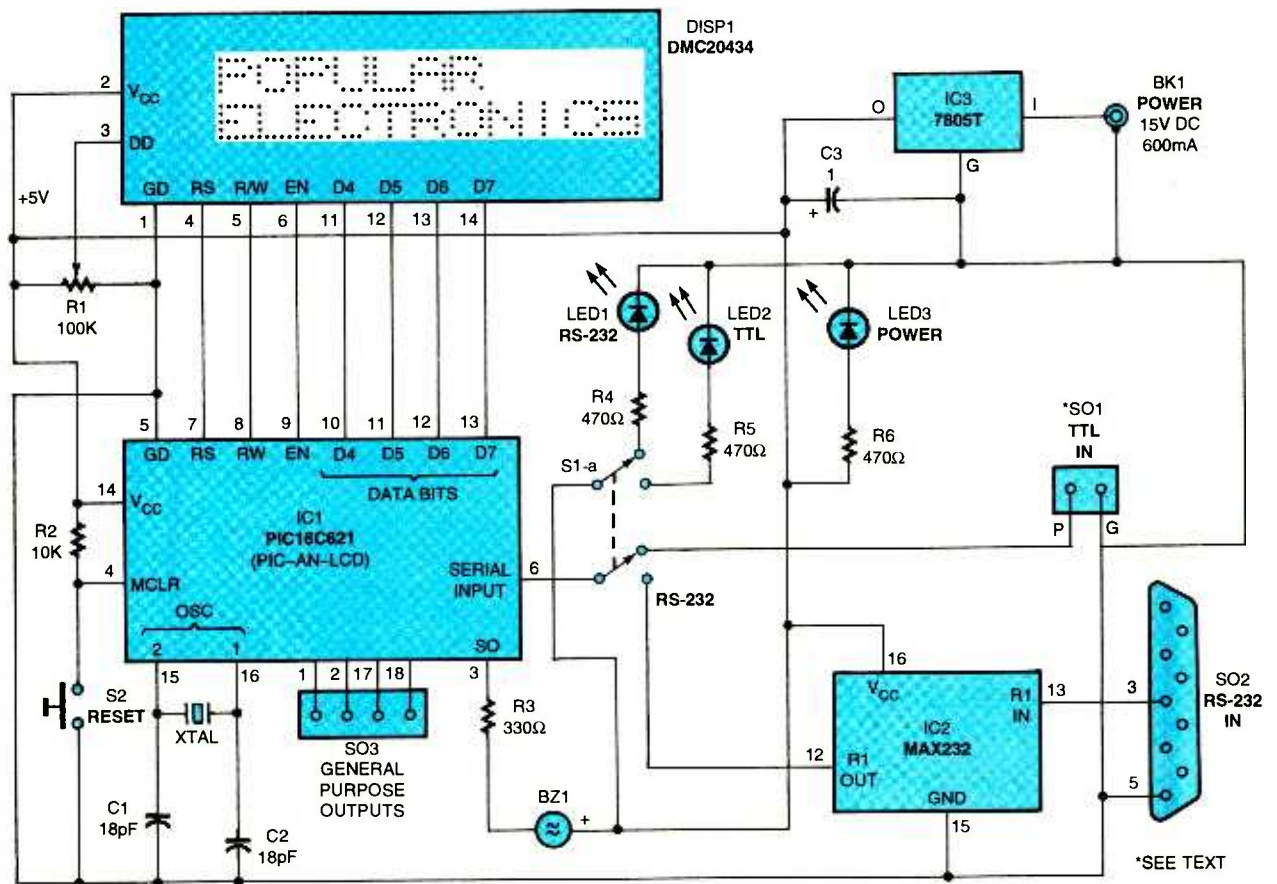 DISP1
DMC20434
POPULAR
ELECTRONICS
2
VCC
3
DD
GD RS R/W EN D4 D5 D6 D7
1 4 5 6 11 12 13 14
+5V
R1
100K
O
IC3
7805T
I
G
BK1
POWER
15V DC
600mA
C3
1
+
LED1
RS-232
LED2
TTL
LED3
POWER
R4
470Ω
R5
470Ω
R6
470Ω
S1-a
*SO1
TTL
IN
P
G
5 7 8 9 10 11 12 13
GD RS RW EN D4 D5 D6 D7
DATA BITS
14
VCC
IC1
PIC16C621
(PIC-AN-LCD)
R2
10K
4
MCLR
SERIAL
INPUT
6
RS-232
OSC
2 1
SO
15 16
1 2 17 18
3
S2
RESET
XTAL
SO3
GENERAL
PURPOSE
OUTPUTS
R3
330Ω
C1
18pF
C2
18pF
BZ1
+
16
VCC
R1
IN
13
3
IC2
MAX232
12
R1
OUT
GND
15
5
SO2
RS-232
IN
*SEE TEXT